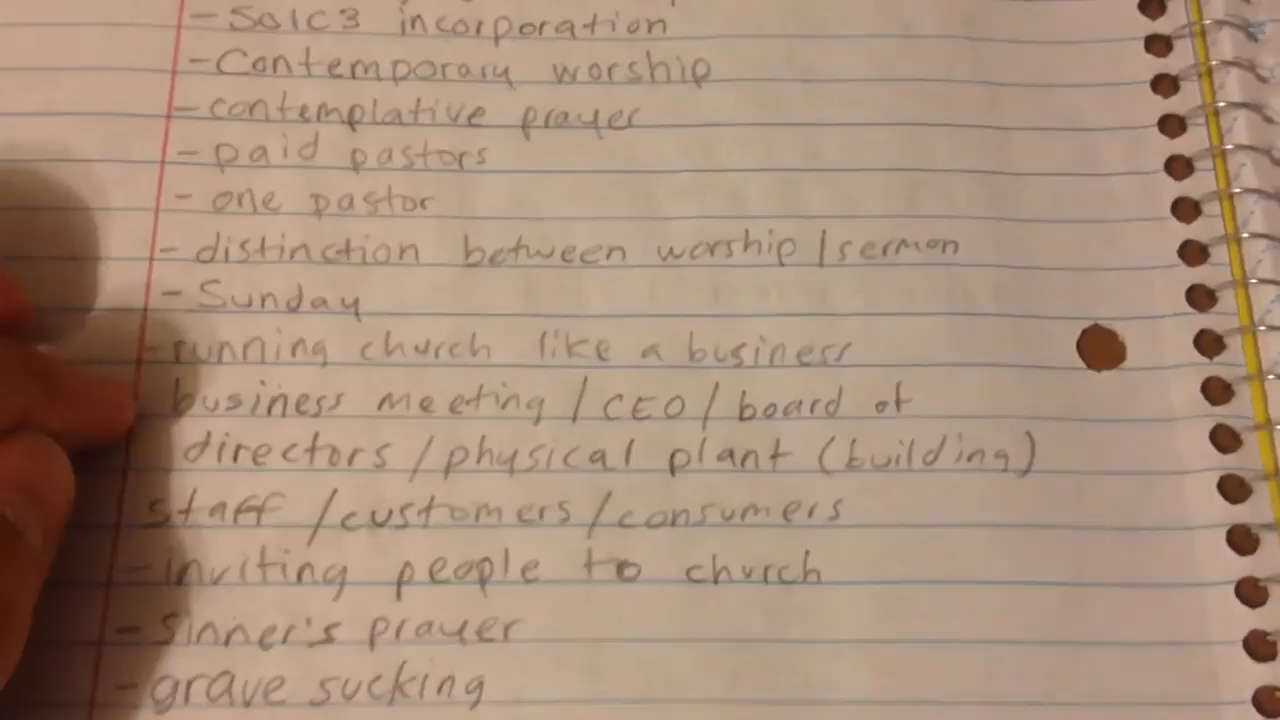 - 501C3 incorporation
- Contemporary worship
- contemplative prayer
- paid pastors
- one pastor
- distinction between worship / sermon
- Sunday
- running church like a business
business meeting / CEO / board of
directors / physical plant (building)
staff / customers / consumers
- inviting people to church
- sinner's prayer
- grave sucking